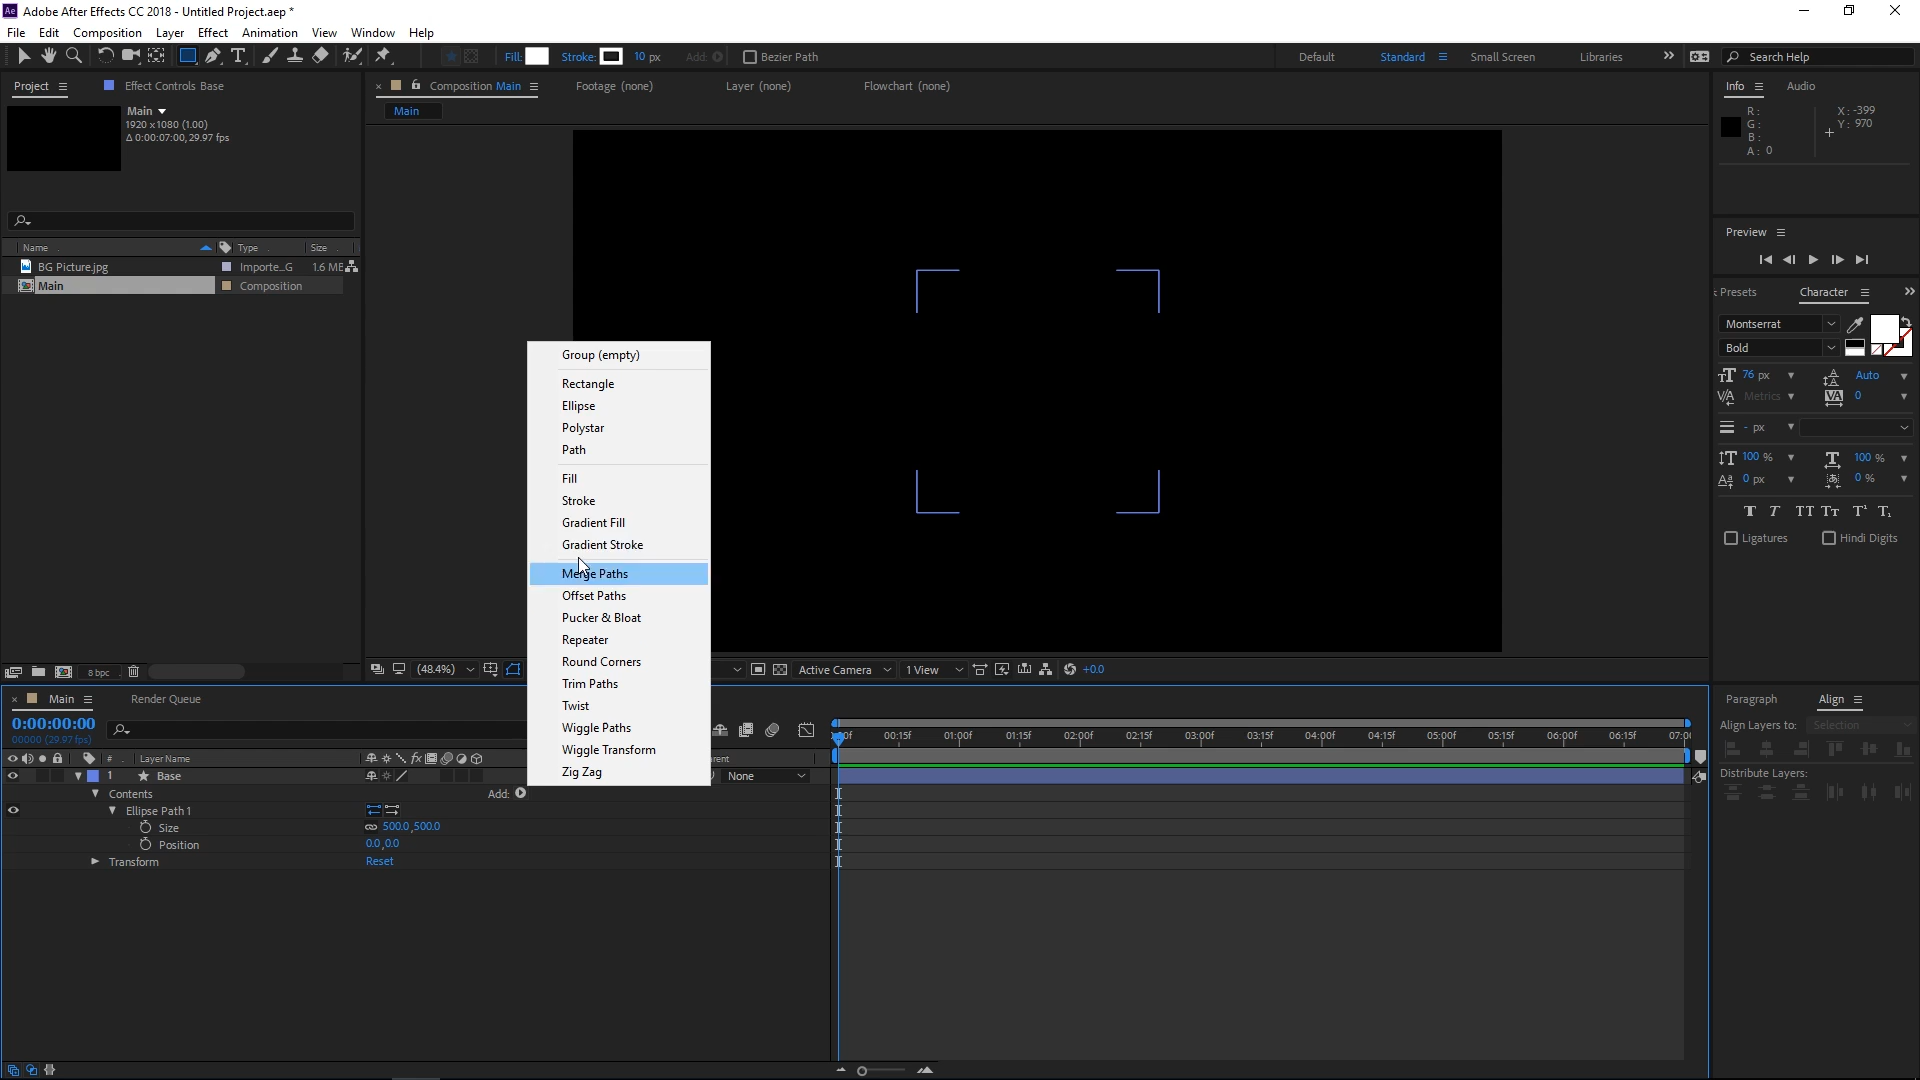 Ae Adobe After Effects CC 2018 - Untitled Project.aep *
File Edit Composition Layer Effect Animation View Window Help
Fill: Stroke: 10 px Add: Bezier Path Default Standard Small Screen Libraries » Search Help
Project Effect Controls Base
× Composition Main Footage (none) Layer (none) Flowchart (none)
Info Audio
Main
1920 x 1080 (1.00)
Δ 0:00:07:00, 29.97 fps
Main
R: G: B: A: 0
X: -399
Y: 970
Preview
Name Type Size
BG Picture.jpg Importe...G 1.6 ME
Main Composition
Presets Character »
Montserrat
Bold
76 px Auto
Metrics 0
- px
100 % 100 %
0 px 0 %
T T TT Tт T¹ T₁
Ligatures Hindi Digits
Group (empty)
Rectangle
Ellipse
Polystar
Path
Fill
Stroke
Gradient Fill
Gradient Stroke
Merge Paths
Offset Paths
Pucker & Bloat
Repeater
Round Corners
Trim Paths
Twist
Wiggle Paths
Wiggle Transform
Zig Zag
8 bpc
(48.4%) Active Camera 1 View +0.0
× Main Render Queue
Paragraph Align
0:00:00:00
00000 (29.97 fps)
00:15f 01:00f 01:15f 02:00f 02:15f 03:00f 03:15f 04:00f 04:15f 05:00f 05:15f 06:00f 06:15f 07:0
Align Layers to: Selection
# Layer Name
1 Base None
Distribute Layers:
Contents Add:
Ellipse Path 1
Size 500.0,500.0
Position 0.0,0.0
Transform Reset